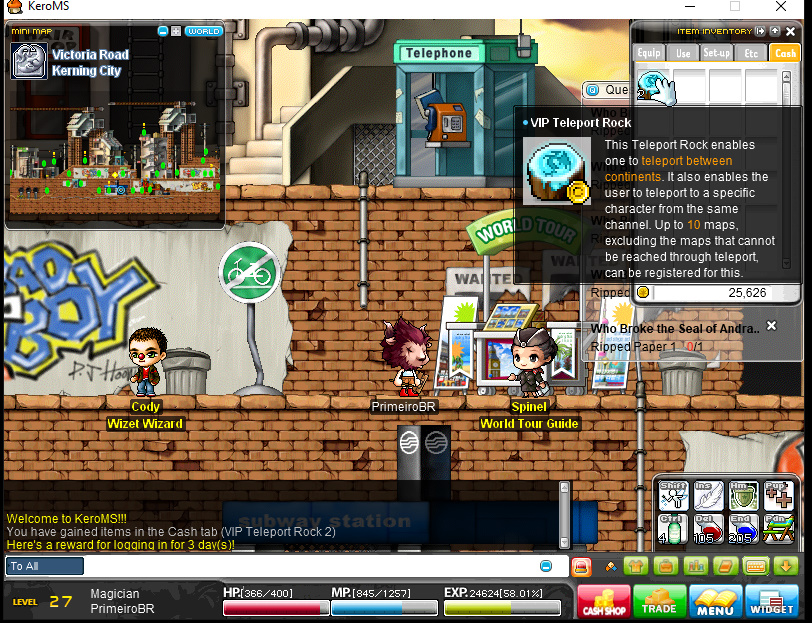 KeroMS
MINI MAP
WORLD
Victoria Road
Kerning City
Telephone
ITEM INVENTORY
Equip
Use
Set-up
Etc
Cash
2
Que
VIP Teleport Rock
This Teleport Rock enables
one to teleport between
continents. It also enables the
user to teleport to a specific
character from the same
channel. Up to 10 maps,
excluding the maps that cannot
be reached through teleport,
can be registered for this.
WORLD TOUR
WANTED
Ripped
25,626
Who Broke the Seal of Andra..
Ripped Paper 1 0/1
Cody
Wizet Wizard
PrimeiroBR
Spinel
World Tour Guide
subway station
Welcome to KeroMS!!!
You have gained items in the Cash tab (VIP Teleport Rock 2)
Here's a reward for logging in for 3 day(s)!
Shift
Ins
Hm
Pup
Ctrl
4
Del
105
End
205
Pdn
To All
LEVEL 27
Magician
PrimeiroBR
HP.[366/400]
MP.[845/1257]
EXP.24624[58.01%]
CASH SHOP
TRADE
MENU
WIDGET